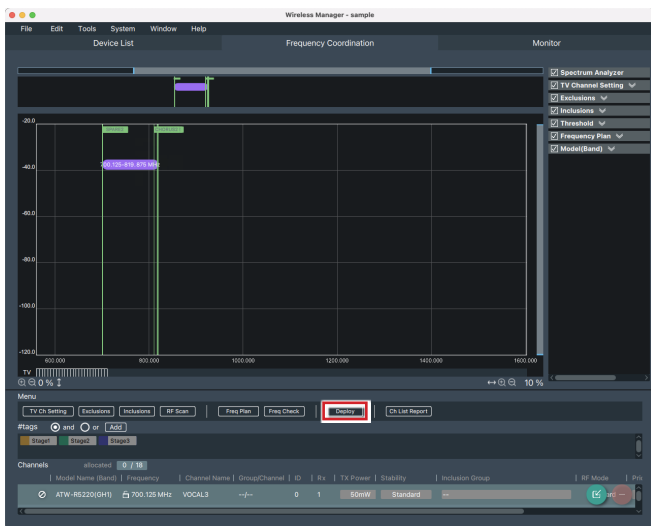 Wireless Manager - sample
File Edit Tools System Window Help
Device List Frequency Coordination Monitor
Spectrum Analyzer
TV Channel Setting
Exclusions
Inclusions
Threshold
Frequency Plan
Model(Band)
-20.0
700.125-819.875 MHz
-40.0
-60.0
-80.0
-100.0
-120.0
600.000 800.000 1000.000 1200.000 1400.000 1600.000
TV
0 % 10 %
Menu
TV Ch Setting Exclusions Inclusions RF Scan Freq Plan Freq Check Deploy Ch List Report
#tags and or Add
Stage1 Stage2 Stage3
Channels allocated 0 / 18
Model Name (Band) Frequency Channel Name Group/Channel ID Rx TX Power Stability Inclusion Group RF Mode
ATW-R5220(GH1) 700.125 MHz VOCAL3 --/-- 0 1 50mW Standard --